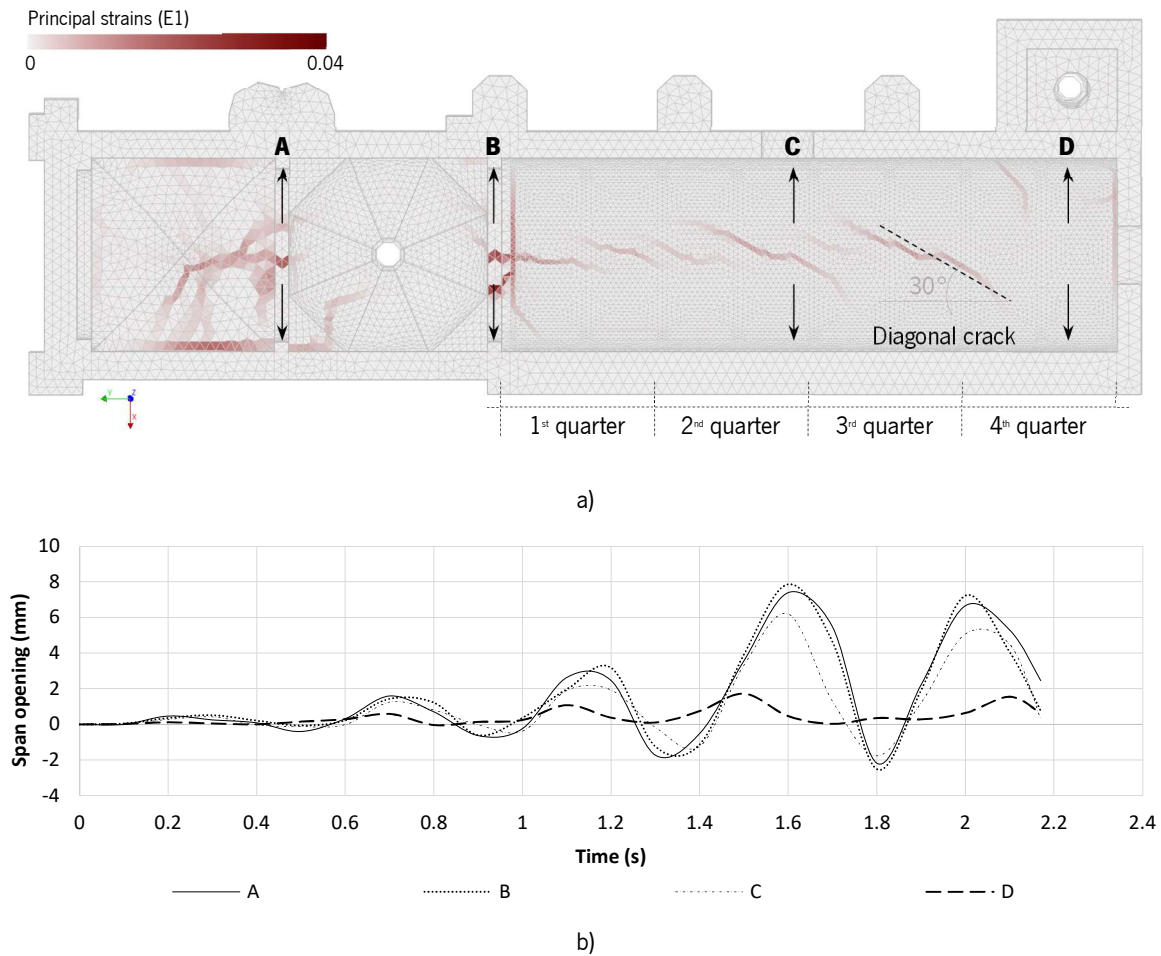 Principal strains (E1)
0 0.04
A B C D
30°
Diagonal crack
Y Z
X
1st quarter 2nd quarter 3rd quarter 4th quarter
a)
10
8
6
4
2
0
-2
-4
Span opening (mm)
0 0.2 0.4 0.6 0.8 1 1.2 1.4 1.6 1.8 2 2.2 2.4
Time (s)
A B C D
b)